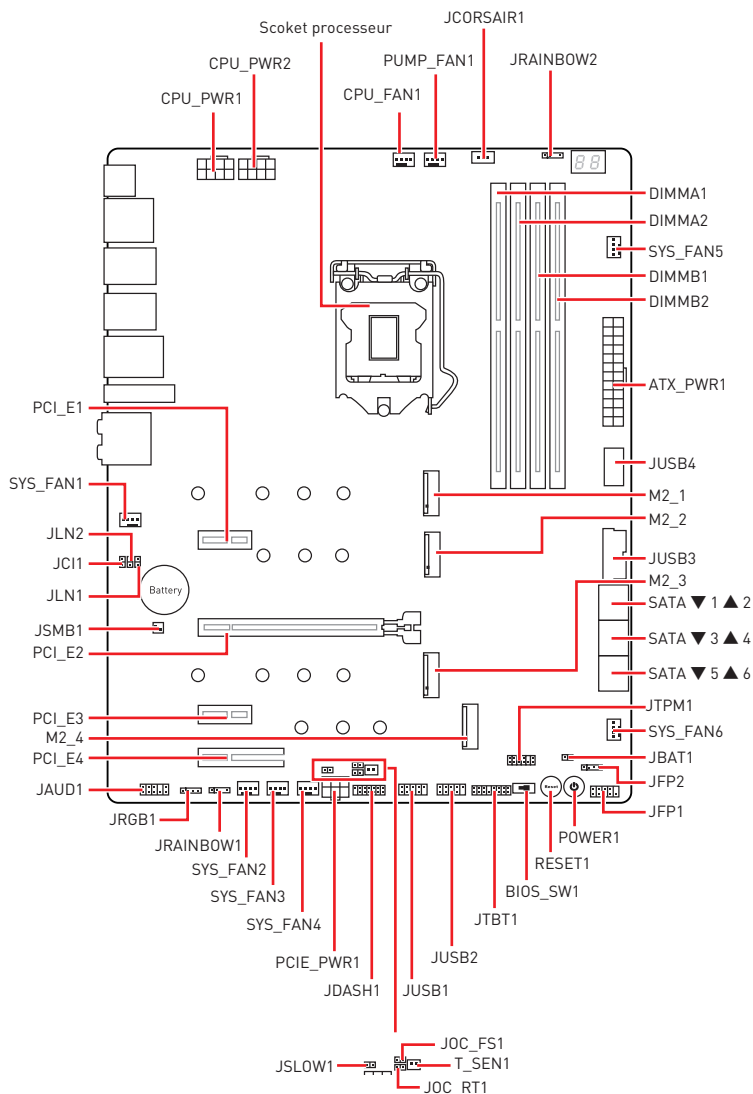 Scoket processeur
JCORSAIR1
CPU_PWR2
PUMP_FAN1
JRAINBOW2
CPU_PWR1
CPU_FAN1
88
DIMMA1
DIMMA2
SYS_FAN5
DIMMB1
DIMMB2
ATX_PWR1
PCI_E1
JUSB4
SYS_FAN1
M2_1
M2_2
JLN2
JCI1
JUSB3
JLN1
Battery
M2_3
SATA ▼ 1 ▲ 2
JSMB1
SATA ▼ 3 ▲ 4
PCI_E2
SATA ▼ 5 ▲ 6
JTPM1
PCI_E3
SYS_FAN6
M2_4
JBAT1
PCI_E4
JFP2
JAUD1
Reset
JFP1
JRGB1
POWER1
JRAINBOW1
RESET1
SYS_FAN2
BIOS_SW1
SYS_FAN3
JTBT1
SYS_FAN4
JUSB2
PCIE_PWR1
JDASH1
JUSB1
JOC_FS1
JSLOW1
T_SEN1
JOC_RT1